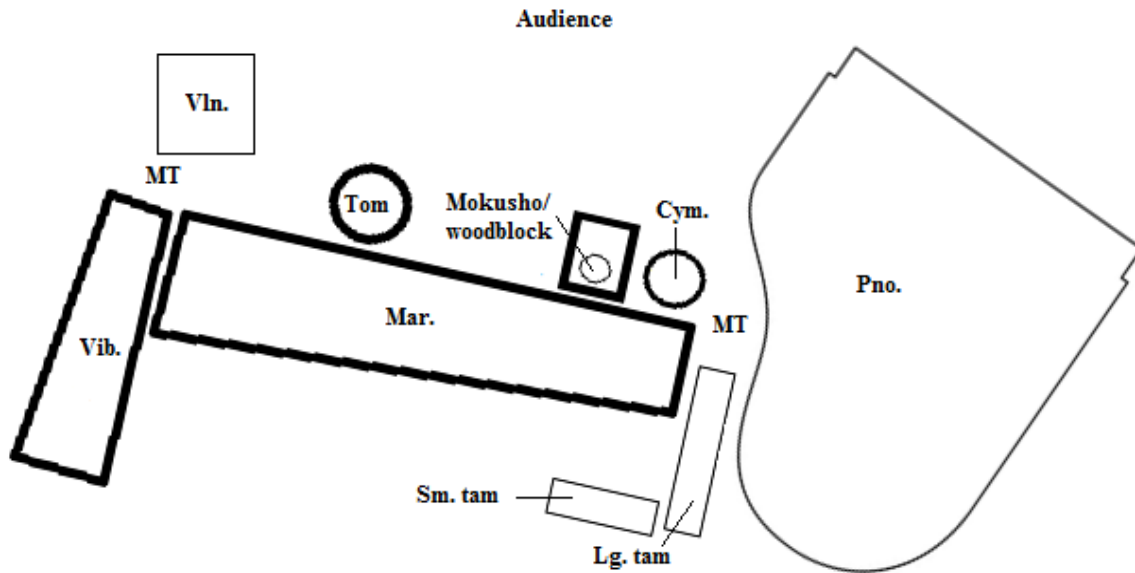 Audience
Vln.
MT
Tom
Mokusho/
woodblock
Cym.
Pno.
Mar.
MT
Vib.
Sm. tam
Lg. tam